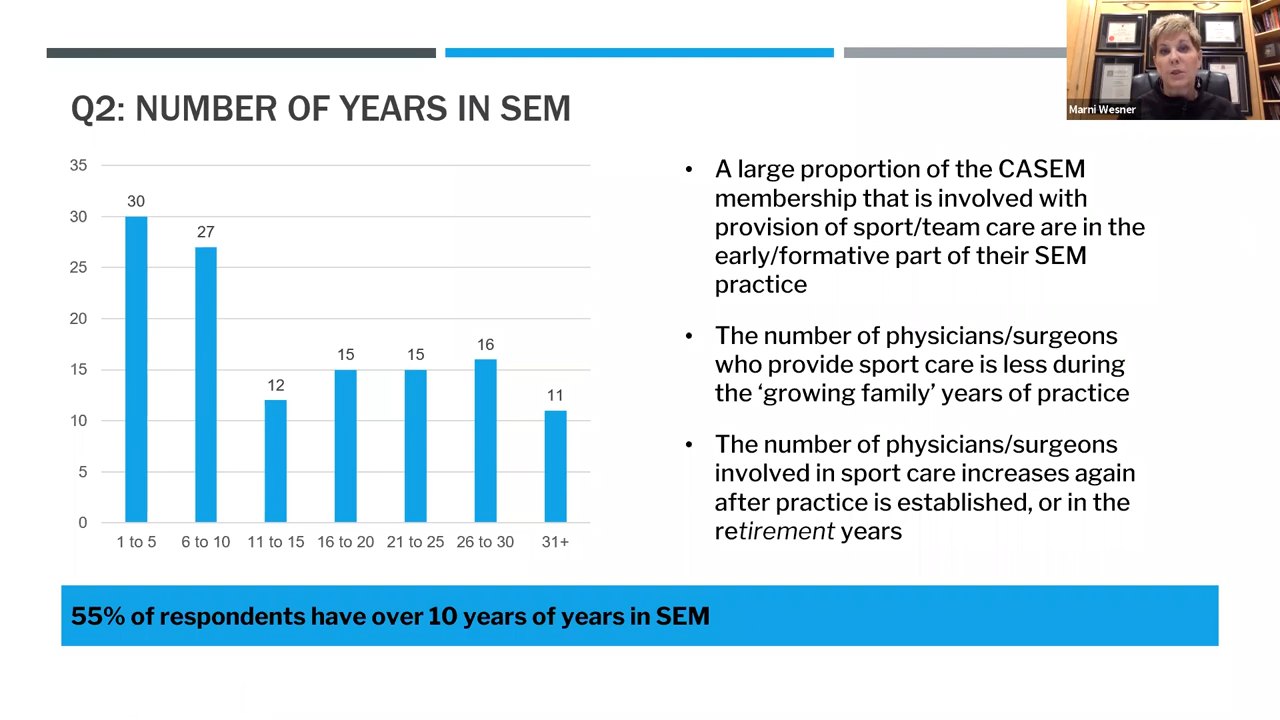 Marni Wesner
Q2: NUMBER OF YEARS IN SEM
35
30
25
20
15
10
5
0
30
27
12
15
15
16
11
1 to 5
6 to 10
11 to 15
16 to 20
21 to 25
26 to 30
31+
• A large proportion of the CASEM
membership that is involved with
provision of sport/team care are in the
early/formative part of their SEM
practice
• The number of physicians/surgeons
who provide sport care is less during
the ‘growing family’ years of practice
• The number of physicians/surgeons
involved in sport care increases again
after practice is established, or in the
retirement years
55% of respondents have over 10 years of years in SEM